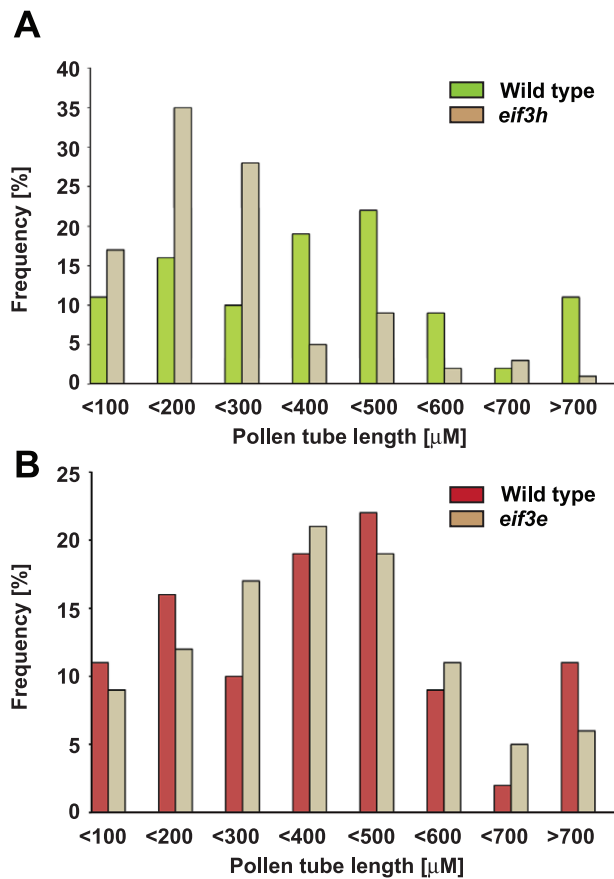 A
40
35
30
25
20
15
10
5
0
Frequency [%]
Wild type
eif3h
<100 <200 <300 <400 <500 <600 <700 >700
Pollen tube length [µM]
B
25
20
15
10
5
0
Frequency [%]
Wild type
eif3e
<100 <200 <300 <400 <500 <600 <700 >700
Pollen tube length [µM]